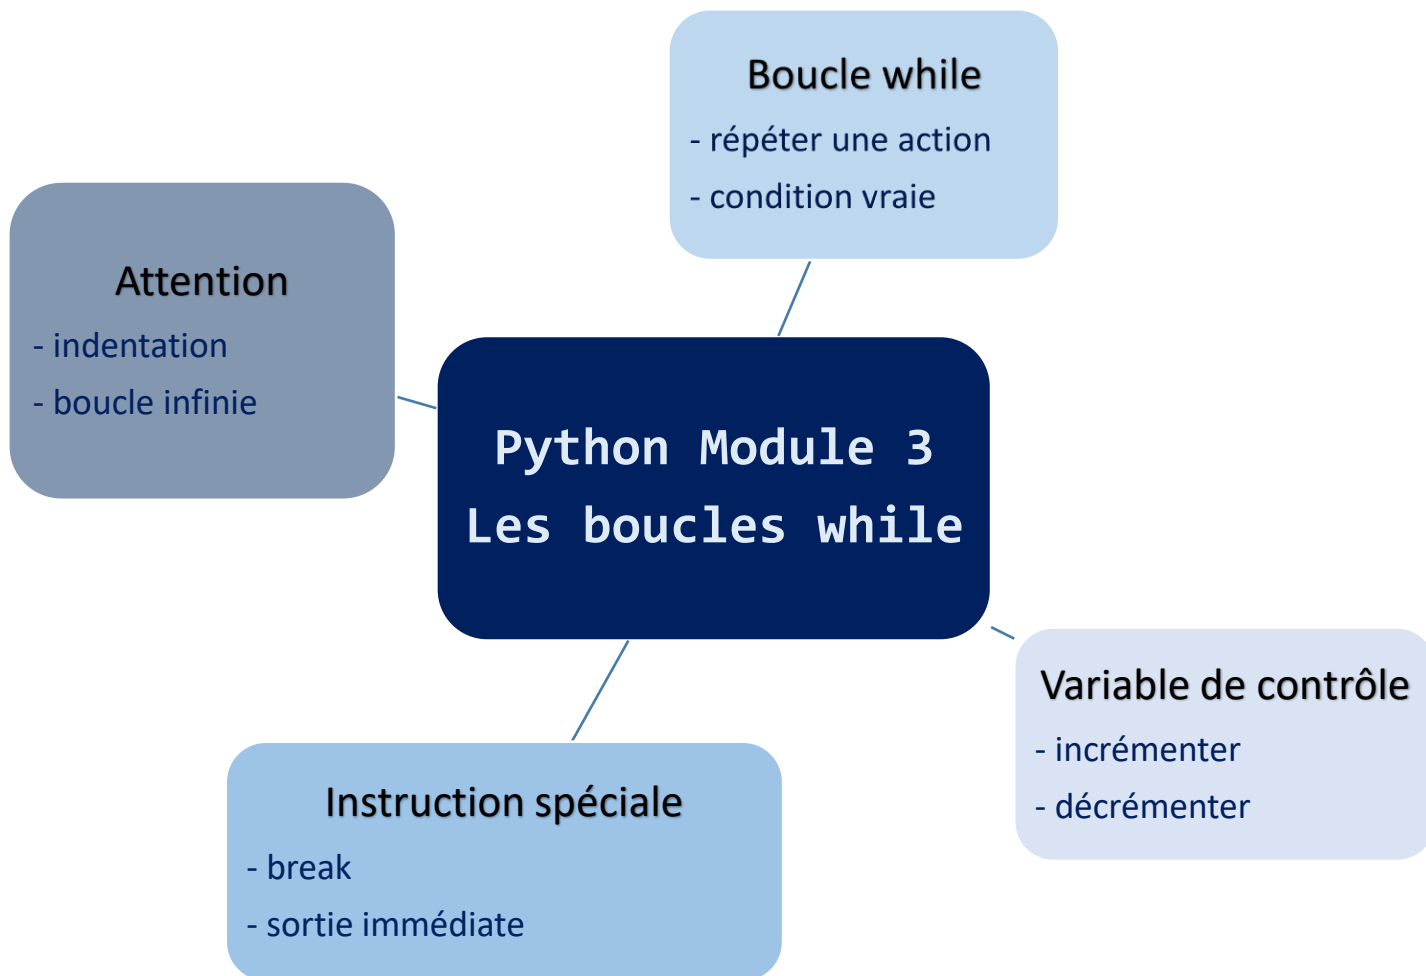 Boucle while
- répéter une action
- condition vraie
Attention
- indentation
- boucle infinie
Python Module 3
Les boucles while
Variable de contrôle
- incrémenter
- décrémenter
Instruction spéciale
- break
- sortie immédiate